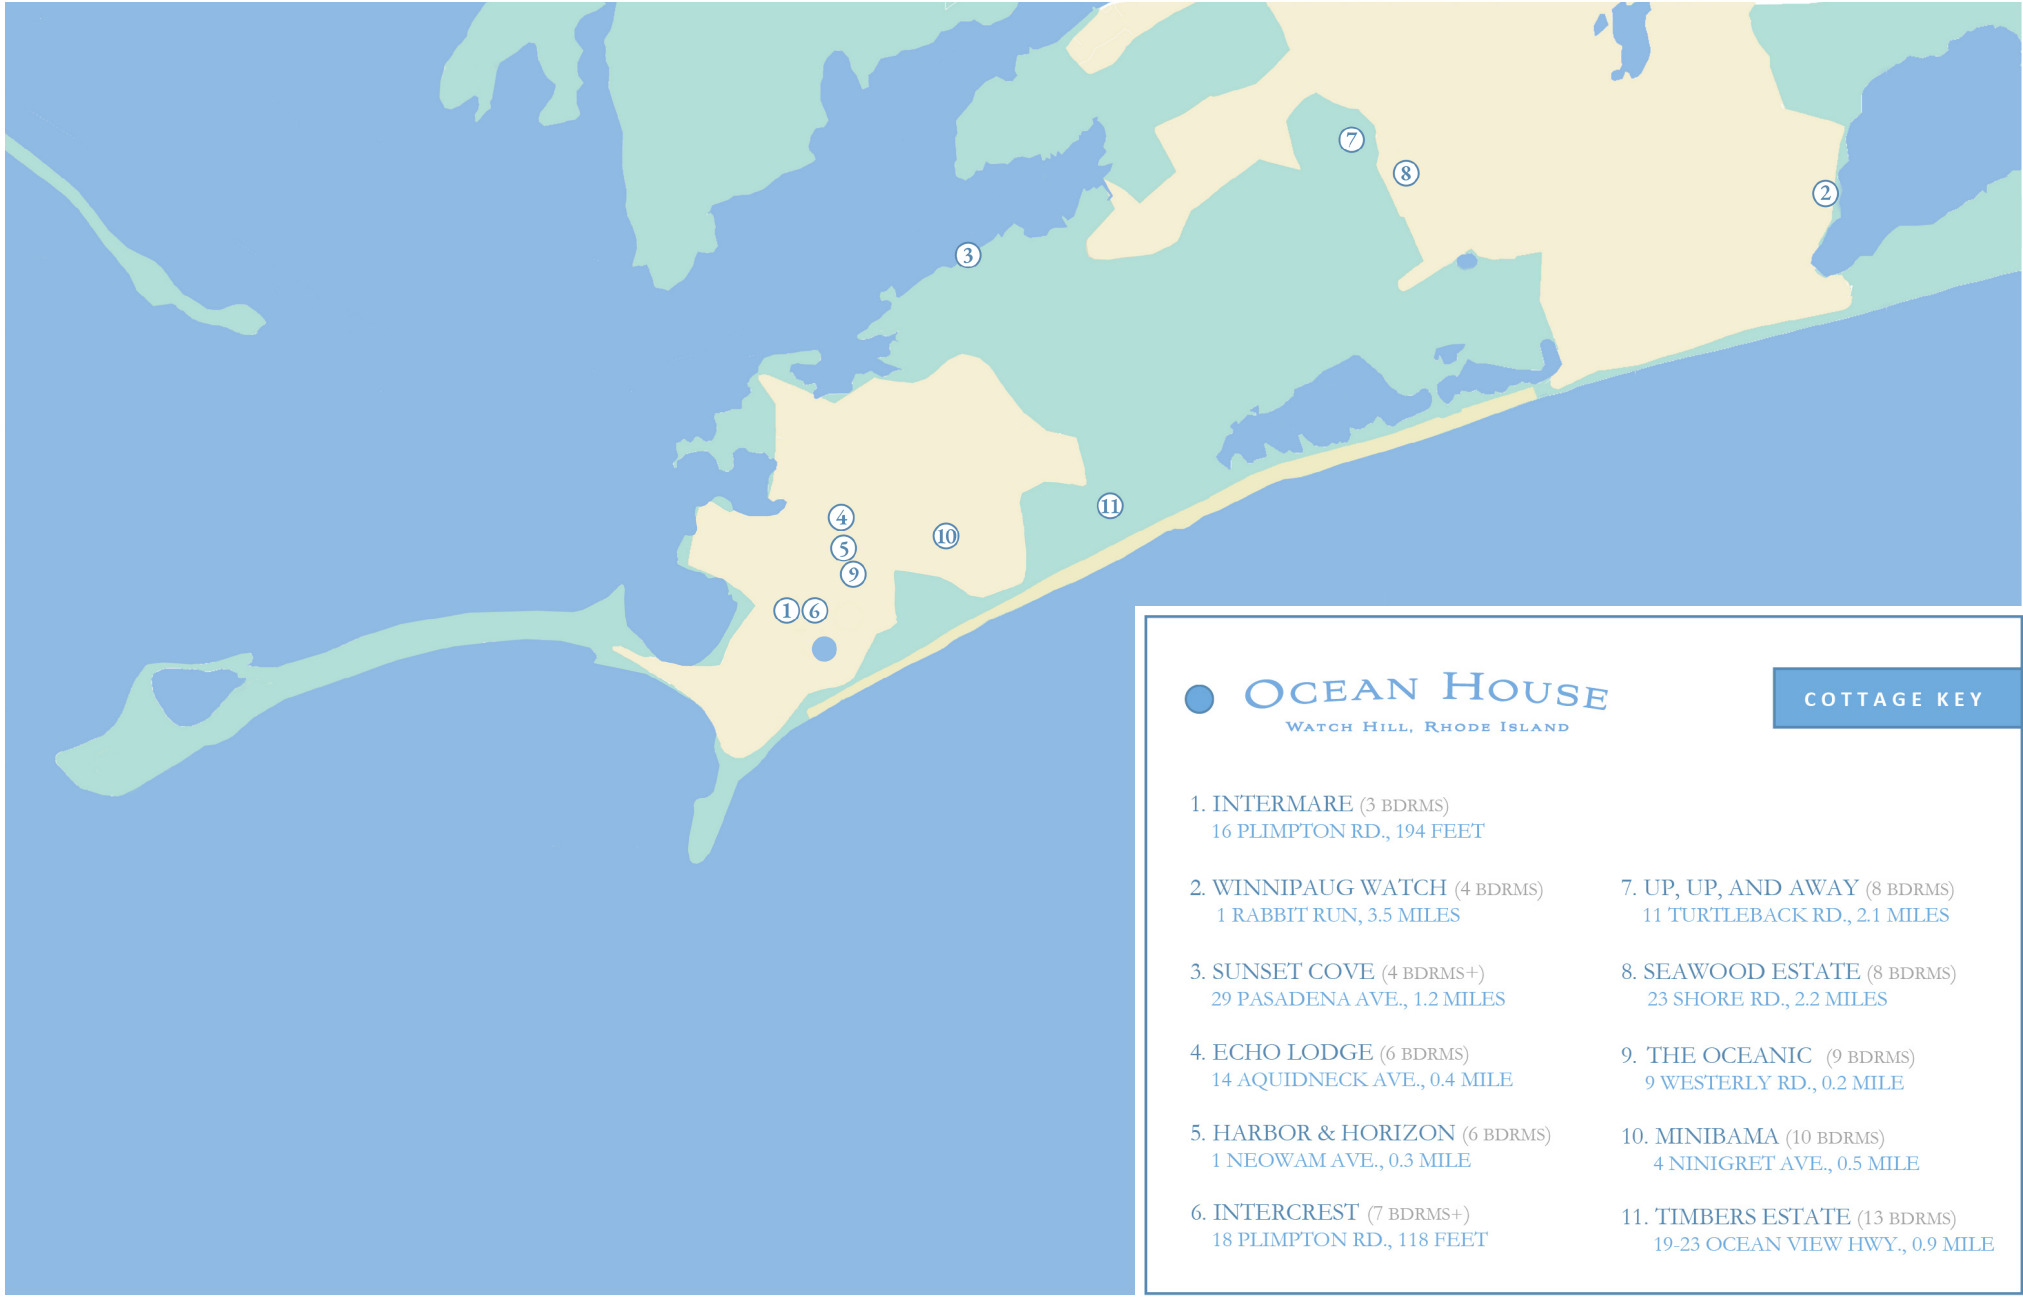 7
8
2
3
4
11
10
5
9
1
6
OCEAN HOUSE
WATCH HILL, RHODE ISLAND
COTTAGE KEY
1. INTERMARE (3 BDRMS)
16 PLIMPTON RD., 194 FEET
2. WINNIPAUG WATCH (4 BDRMS)
1 RABBIT RUN, 3.5 MILES
3. SUNSET COVE (4 BDRMS+)
29 PASADENA AVE., 1.2 MILES
4. ECHO LODGE (6 BDRMS)
14 AQUIDNECK AVE., 0.4 MILE
5. HARBOR & HORIZON (6 BDRMS)
1 NEOWAM AVE., 0.3 MILE
6. INTERCREST (7 BDRMS+)
18 PLIMPTON RD., 118 FEET
7. UP, UP, AND AWAY (8 BDRMS)
11 TURTLEBACK RD., 2.1 MILES
8. SEAWOOD ESTATE (8 BDRMS)
23 SHORE RD., 2.2 MILES
9. THE OCEANIC (9 BDRMS)
9 WESTERLY RD., 0.2 MILE
10. MINIBAMA (10 BDRMS)
4 NINIGRET AVE., 0.5 MILE
11. TIMBERS ESTATE (13 BDRMS)
19-23 OCEAN VIEW HWY., 0.9 MILE